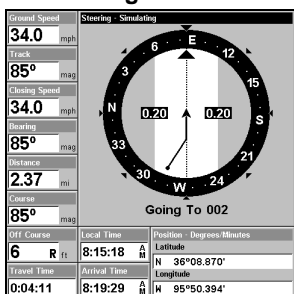 Ground Speed
34.0 mph
Track
85° mag
Closing Speed
34.0 mph
Bearing
85° mag
Distance
2.37 mi
Course
85° mag
Off Course
6 R ft
Travel Time
0:04:11
Steering - Simulating
E
6
12
3
15
N
0.20
0.20
S
33
21
30
24
W
Going To 002
Local Time
8:15:18 AM
Arrival Time
8:19:29 AM
Position - Degrees/Minutes
Latitude
N 36°08.870'
Longitude
W 95°50.394'